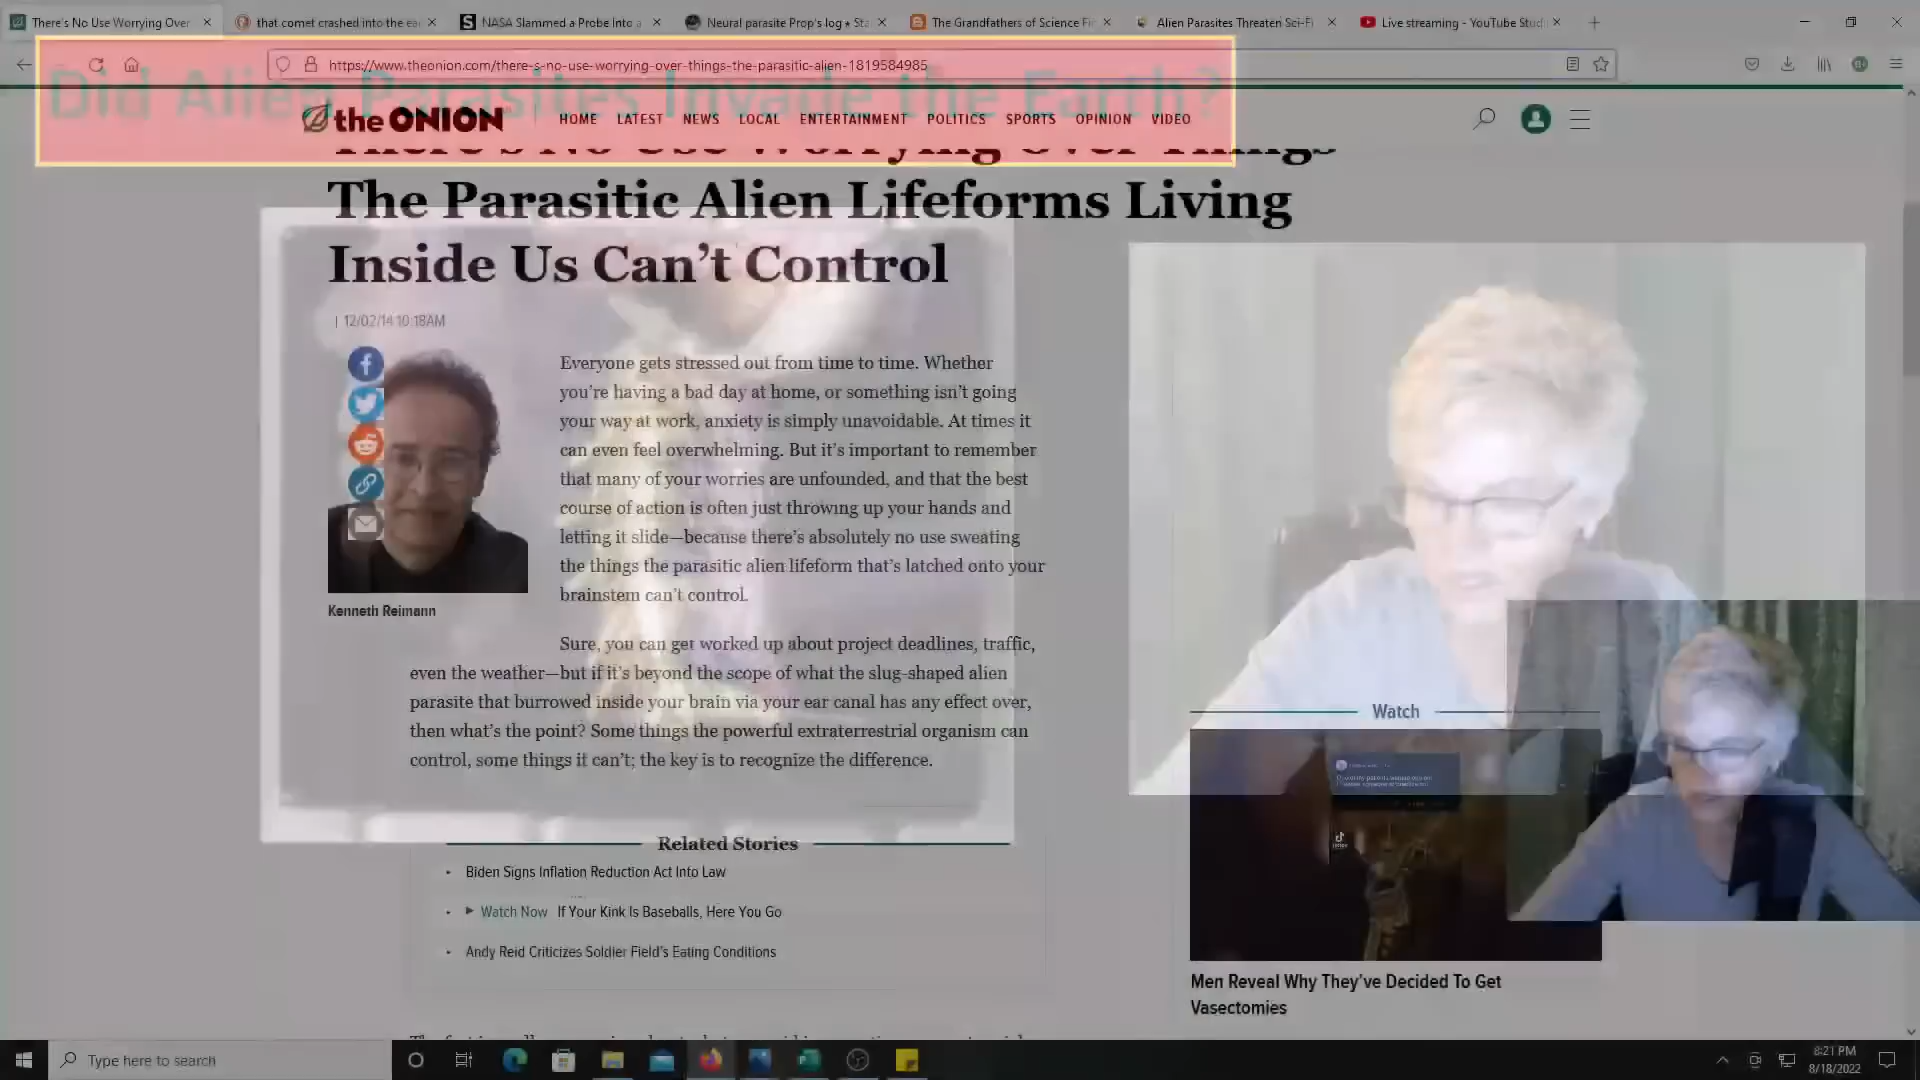 There's No Use Worrying Over
that comet crashed into the ea
NASA Slammed a Probe Into a
Neural parasite Prop's log • Sta
The Grandfathers of Science Fi
Alien Parasites Threaten Sci-Fi
Live streaming - YouTube Studi
https://www.theonion.com/there-s-no-use-worrying-over-things-the-parasitic-alien-1819584985
Did Alien Parasites Invade the Earth?
the ONION
HOME LATEST NEWS LOCAL ENTERTAINMENT POLITICS SPORTS OPINION VIDEO
There's No Use Worrying Over Things
The Parasitic Alien Lifeforms Living
Inside Us Can't Control
12/02/14 10:18AM
Everyone gets stressed out from time to time. Whether
you're having a bad day at home, or something isn't going
your way at work, anxiety is simply unavoidable. At times it
can even feel overwhelming. But it's important to remember
that many of your worries are unfounded, and that the best
course of action is often just throwing up your hands and
letting it slide—because there's absolutely no use sweating
the things the parasitic alien lifeform that's latched onto your
brainstem can't control.
Kenneth Reimann
Sure, you can get worked up about project deadlines, traffic,
even the weather—but if it's beyond the scope of what the slug-shaped alien
parasite that burrowed inside your brain via your ear canal has any effect over,
then what's the point? Some things the powerful extraterrestrial organism can
control, some things it can't; the key is to recognize the difference.
Watch
Related Stories
Biden Signs Inflation Reduction Act Into Law
Watch Now If Your Kink Is Baseballs, Here You Go
Andy Reid Criticizes Soldier Field's Eating Conditions
Men Reveal Why They've Decided To Get
Vasectomies
Type here to search
8:21 PM
8/18/2022